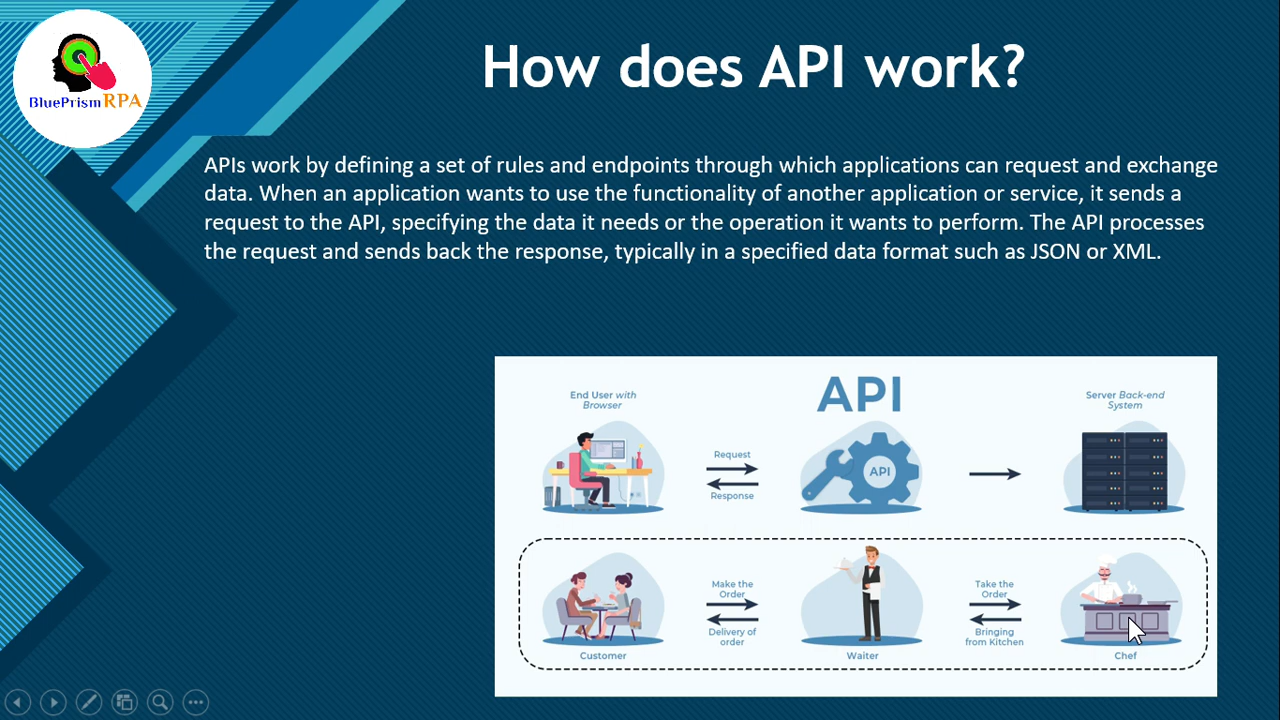 BluePrism RPA
How does API work?
APIs work by defining a set of rules and endpoints through which applications can request and exchange
data. When an application wants to use the functionality of another application or service, it sends a
request to the API, specifying the data it needs or the operation it wants to perform. The API processes
the request and sends back the response, typically in a specified data format such as JSON or XML.
End User with
Browser
API
Server Back-end
System
Request
Response
API
Make the
Order
Delivery of
order
Take the
Order
Bringing
from Kitchen
Customer
Waiter
Chef